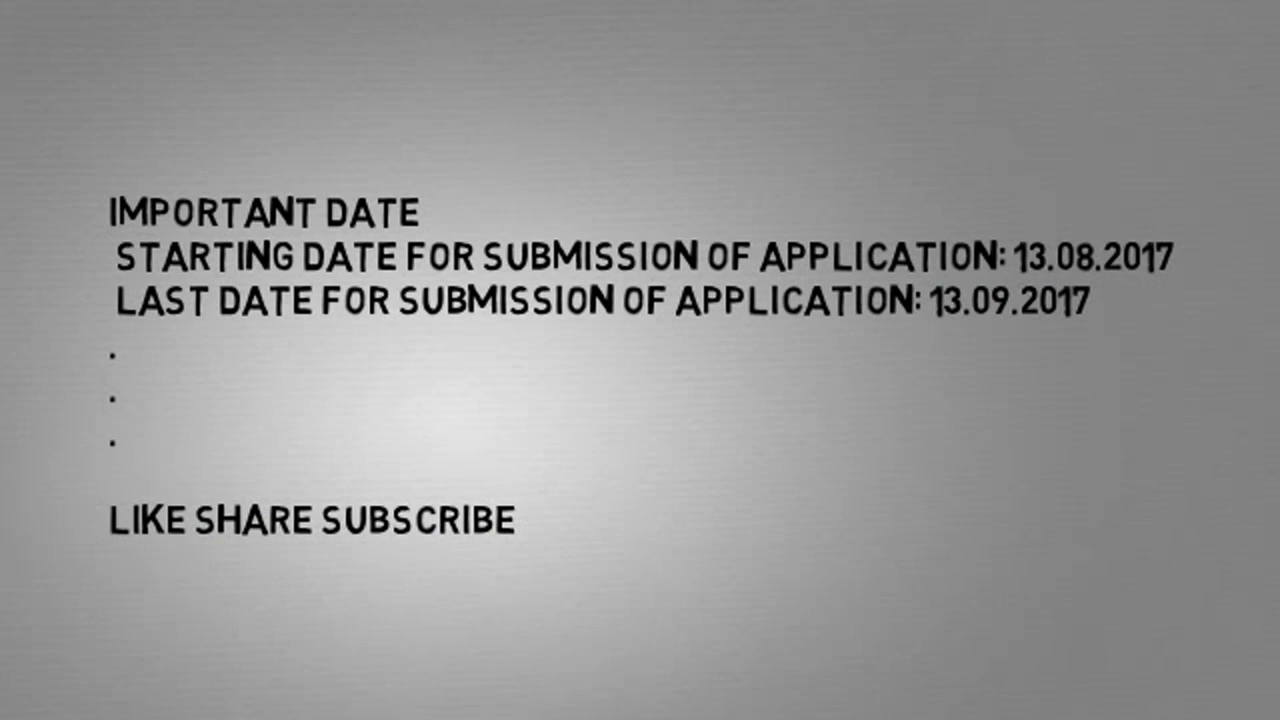 IMPORTANT DATE
STARTING DATE FOR SUBMISSION OF APPLICATION: 13.08.2017
LAST DATE FOR SUBMISSION OF APPLICATION: 13.09.2017
.
.
.
LIKE SHARE SUBSCRIBE